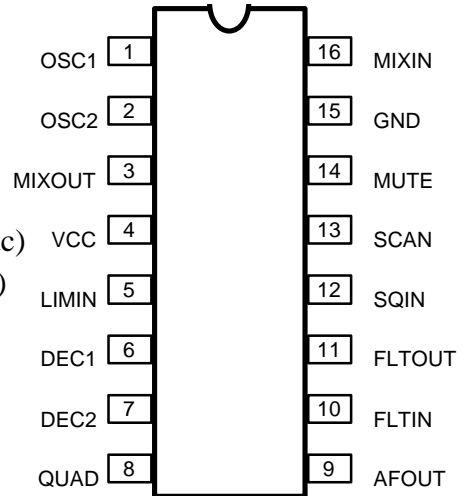 OSC1 1 16 MIXIN
OSC2 2 15 GND
MIXOUT 3 14 MUTE
c) VCC 4 13 SCAN
) LIMIN 5 12 SQIN
DEC1 6 11 FLTOUT
DEC2 7 10 FLTIN
QUAD 8 9 AFOUT